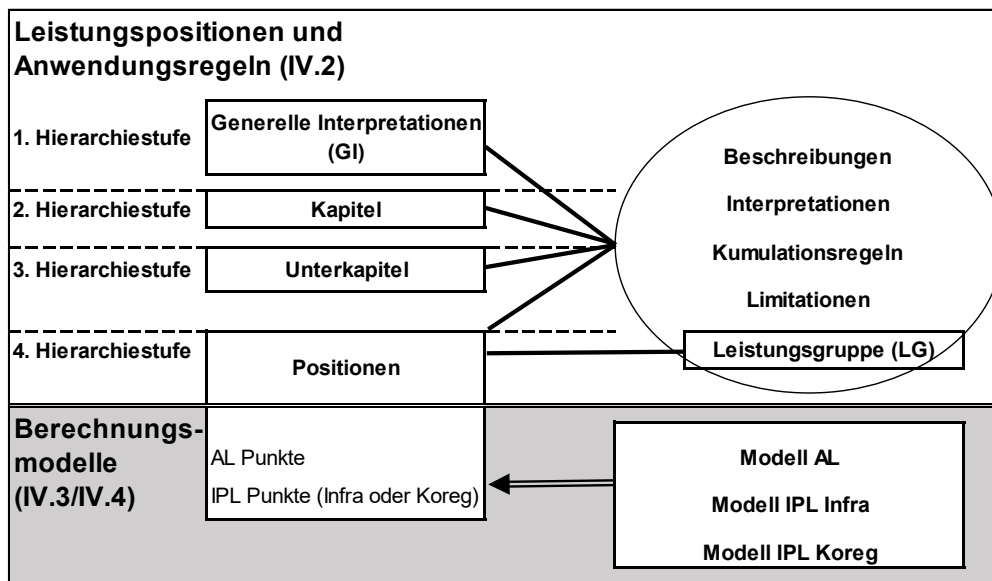 Leistungspositionen und
Anwendungsregeln (IV.2)
1. Hierarchiestufe
Generelle Interpretationen
(GI)
2. Hierarchiestufe
Kapitel
3. Hierarchiestufe
Unterkapitel
4. Hierarchiestufe
Positionen
Beschreibungen
Interpretationen
Kumulationsregeln
Limitationen
Leistungsgruppe (LG)
Berechnungs-
modelle
(IV.3/IV.4)
AL Punkte
IPL Punkte (Infra oder Koreg)
Modell AL
Modell IPL Infra
Modell IPL Koreg